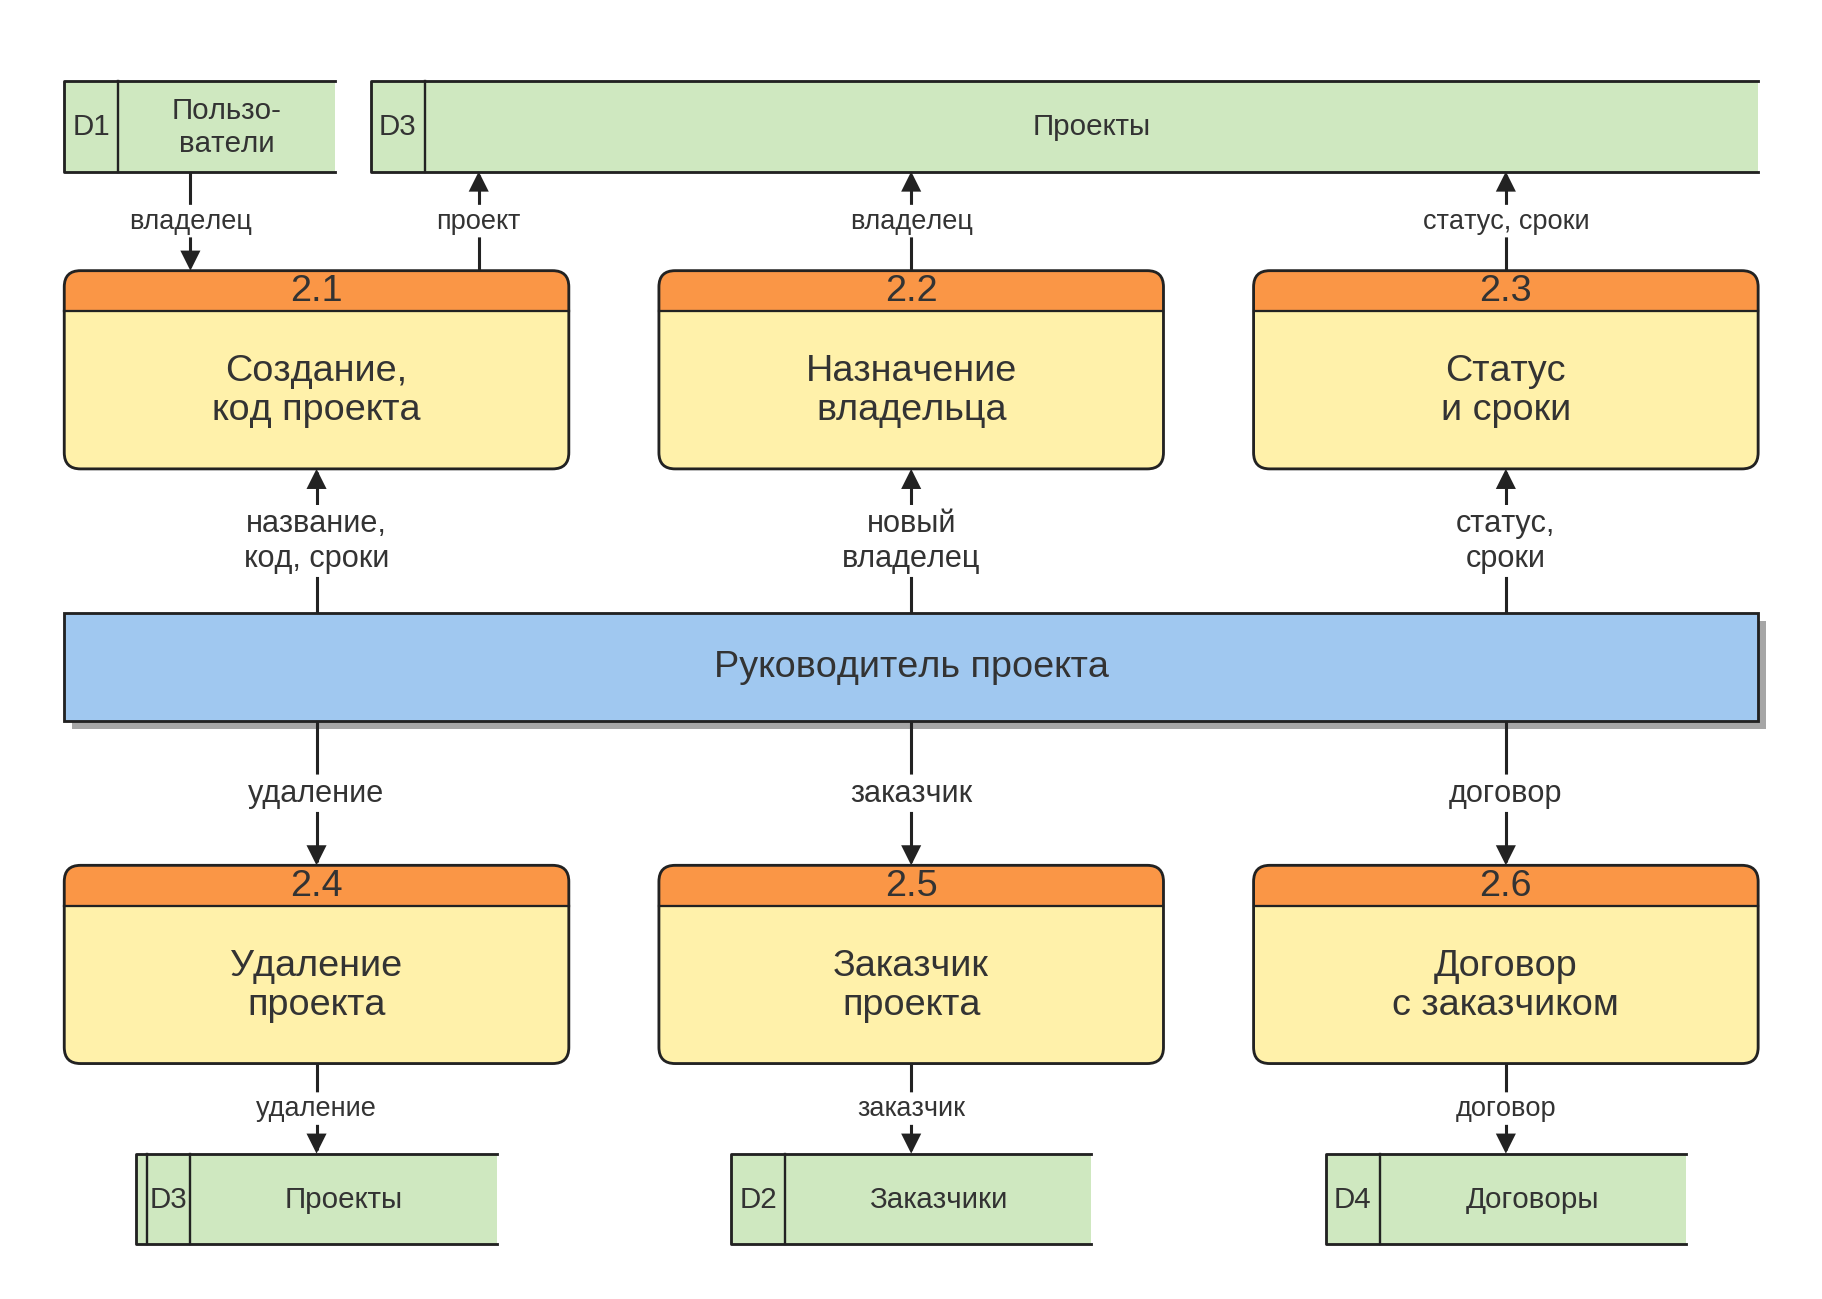 D1
Пользо-
ватели
D3
Проекты
владелец
проект
владелец
статус, сроки
2.1
Создание,
код проекта
2.2
Назначение
владельца
2.3
Статус
и сроки
название,
код, сроки
новый
владелец
статус,
сроки
Руководитель проекта
удаление
заказчик
договор
2.4
Удаление
проекта
2.5
Заказчик
проекта
2.6
Договор
с заказчиком
удаление
заказчик
договор
D3
Проекты
D2
Заказчики
D4
Договоры